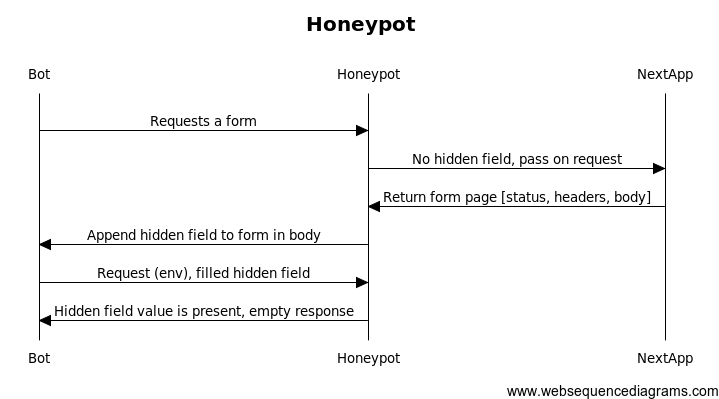 Honeypot
Bot Honeypot NextApp
Requests a form
No hidden field, pass on request
Return form page [status, headers, body]
Append hidden field to form in body
Request (env), filled hidden field
Hidden field value is present, empty response
Bot Honeypot NextApp
www.websequencediagrams.com